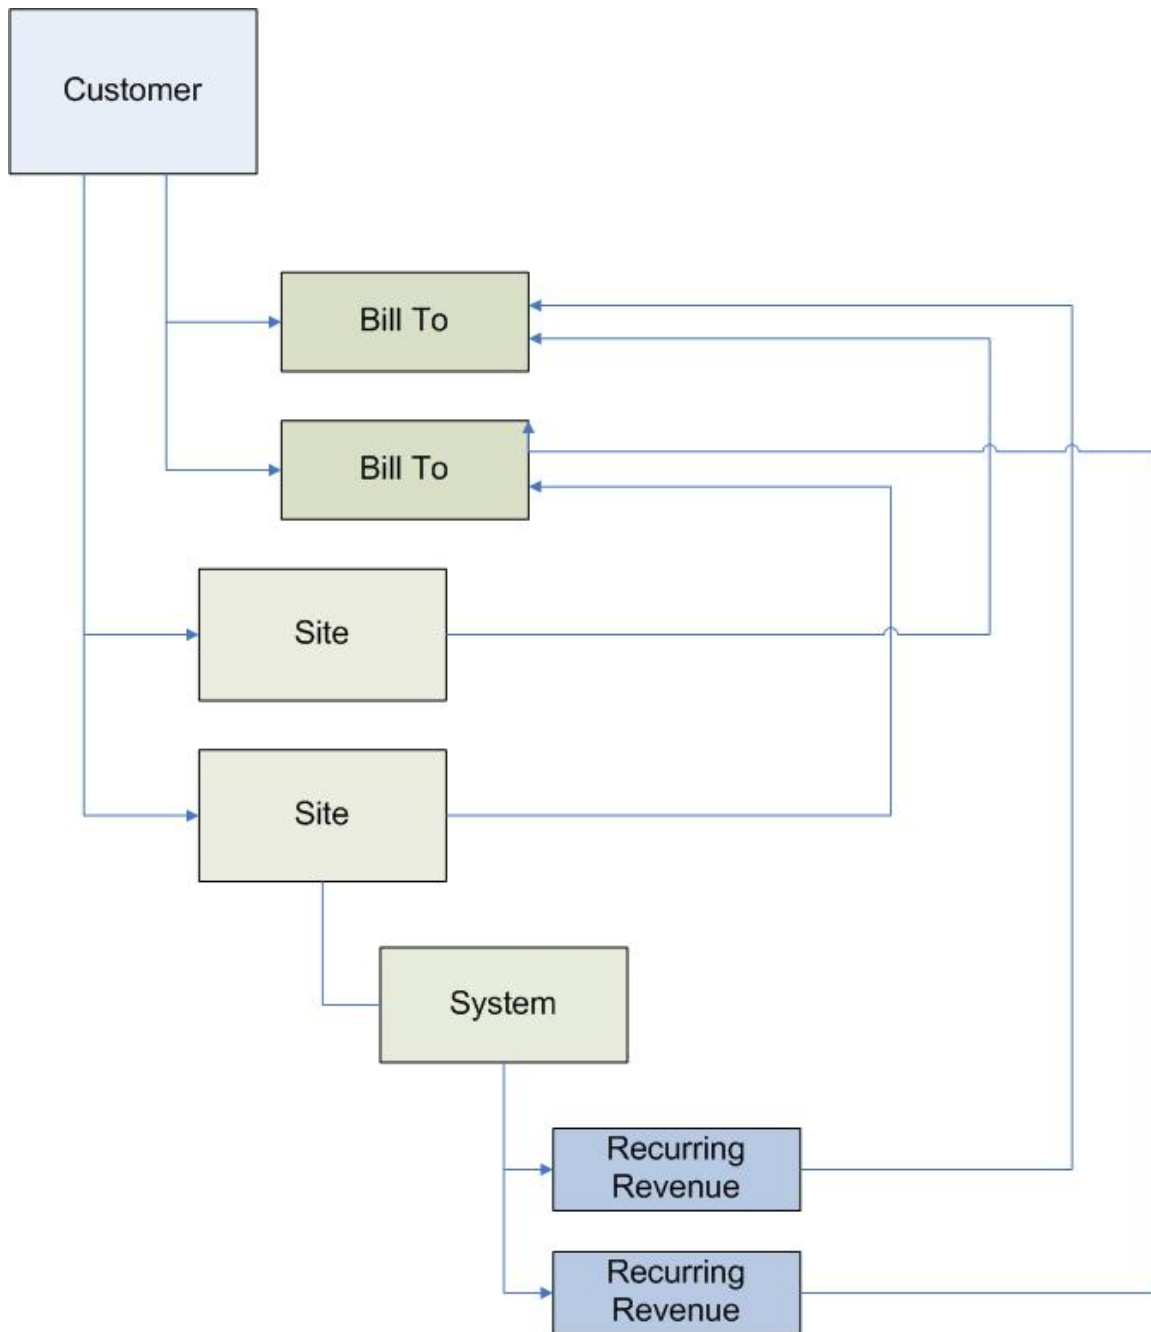 Customer
Bill To
Bill To
Site
Site
System
Recurring
Revenue
Recurring
Revenue